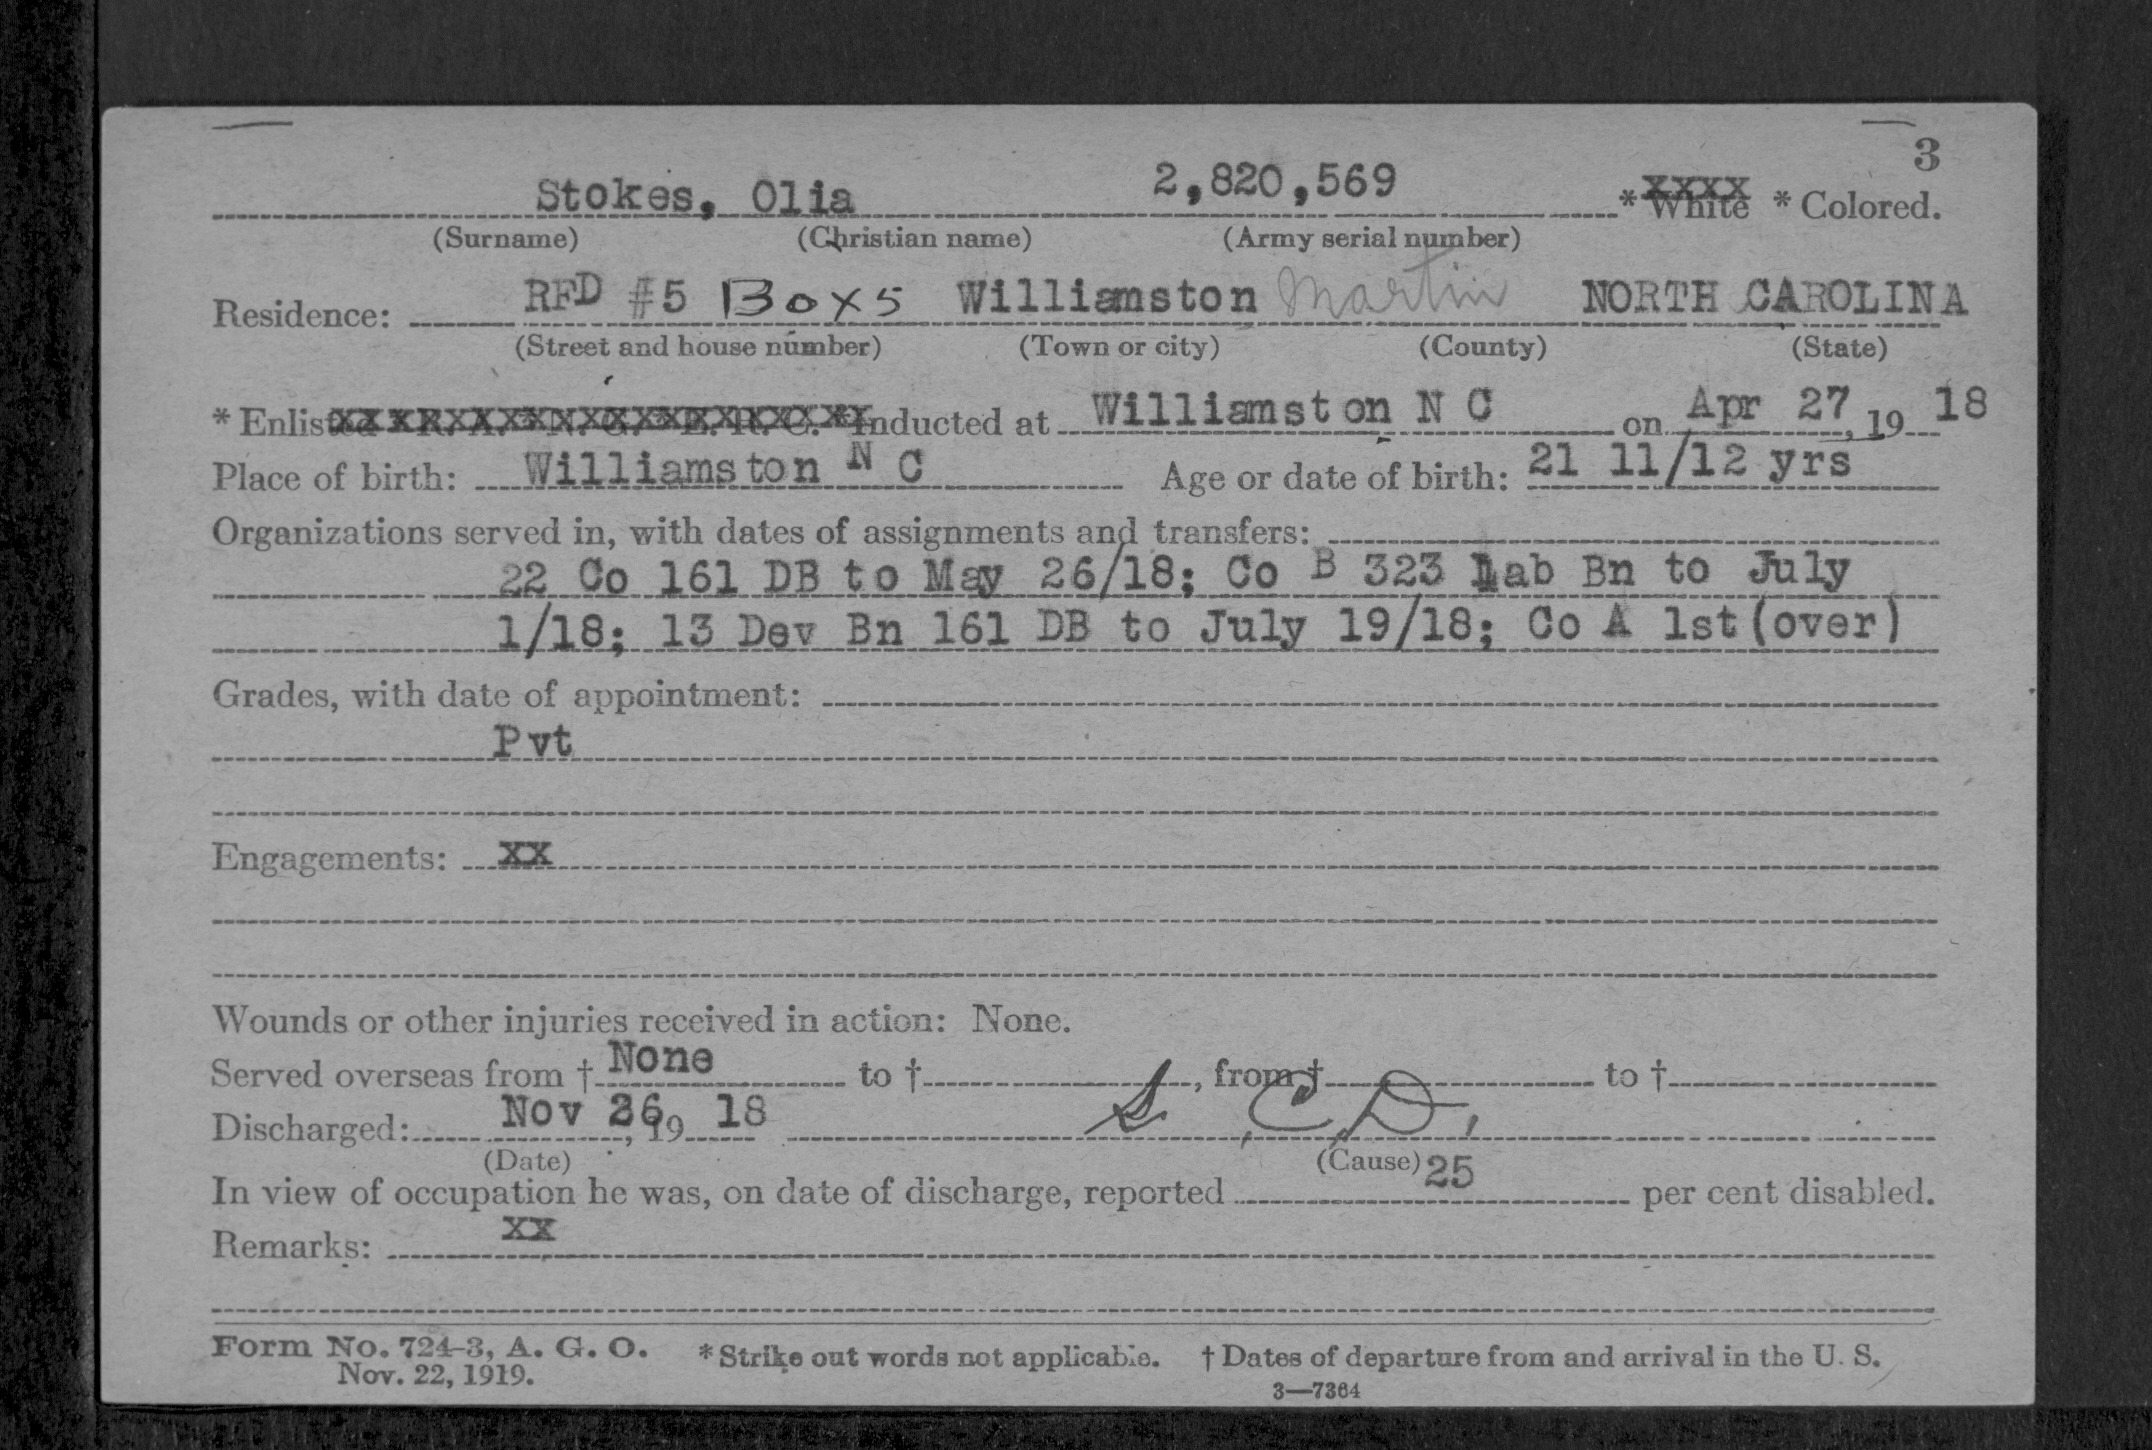 3
Stokes, Olia 2,820,569 * White * Colored.
(Surname) (Christian name) (Army serial number)
Residence: RFD #5 Box 5 Williamston Martin NORTH CAROLINA
(Street and house number) (Town or city) (County) (State)
* Enlisted R. A. * N. G. * E. R. C. * Inducted at Williamston N C on Apr 27, 19 18
Place of birth: Williamston N C Age or date of birth: 21 11/12 yrs
Organizations served in, with dates of assignments and transfers:
22 Co 161 DB to May 26/18; Co B 323 Lab Bn to July
1/18; 13 Dev Bn 161 DB to July 19/18; Co A 1st (over)
Grades, with date of appointment:
Pvt
Engagements: xx
Wounds or other injuries received in action: None.
Served overseas from † None to †, from † to †
Discharged: Nov 26, 19 18 S. C. D.
(Date) (Cause)
In view of occupation he was, on date of discharge, reported 25 per cent disabled.
Remarks: xx
Form No. 724-3, A. G. O. * Strike out words not applicable. † Dates of departure from and arrival in the U. S.
Nov. 22, 1919.
3—7364